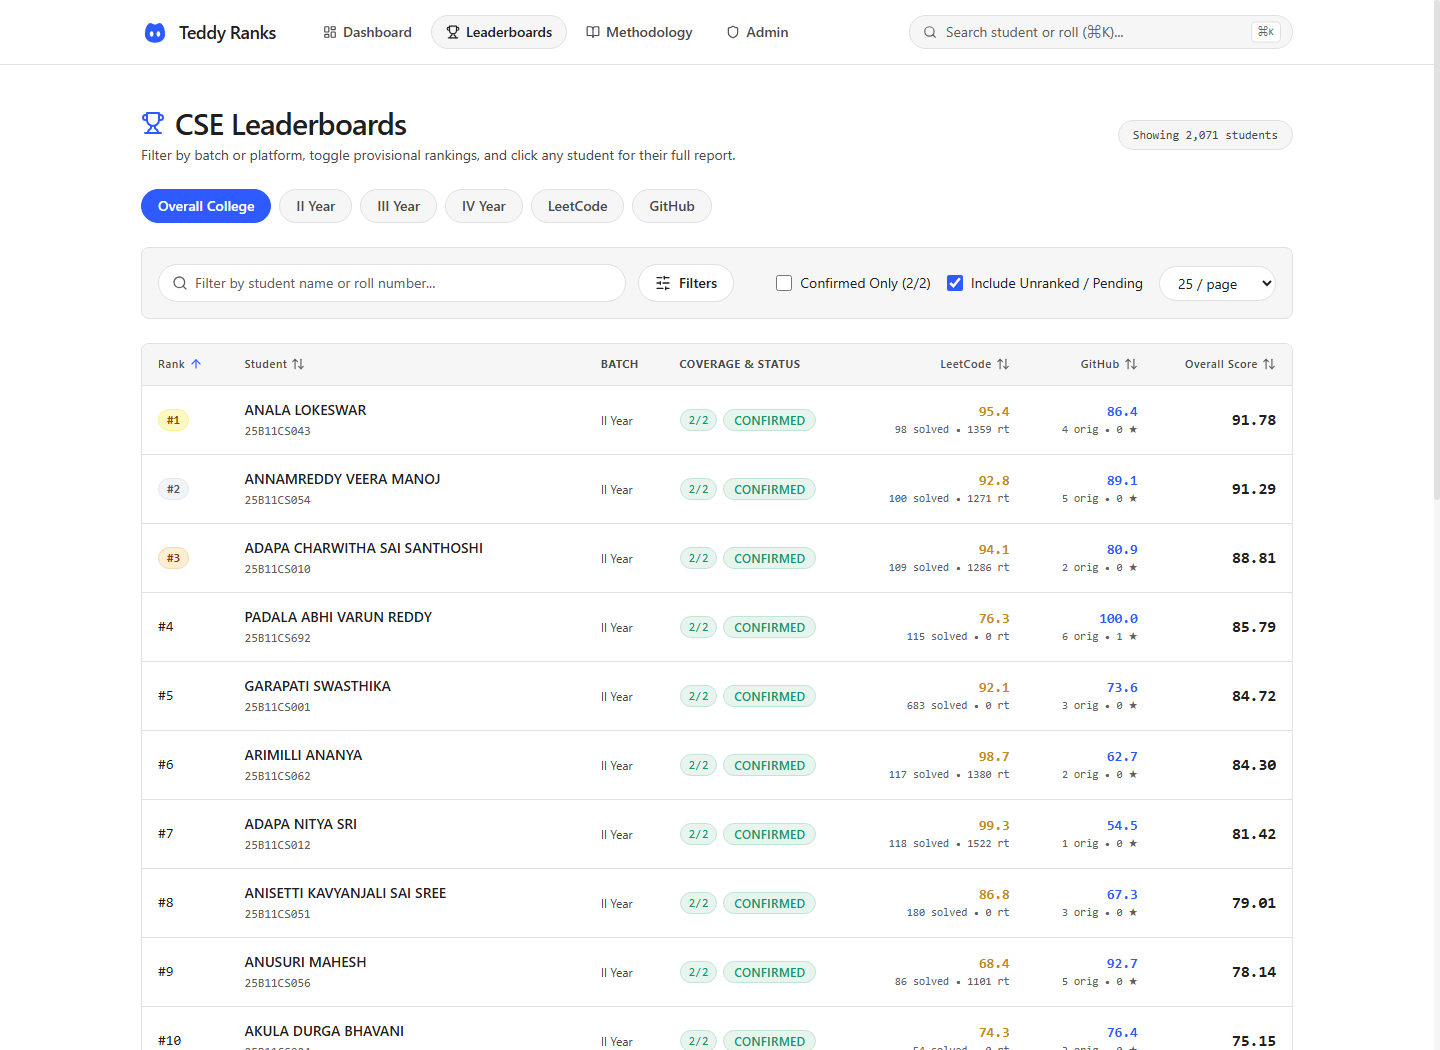 Teddy Ranks
Dashboard
Leaderboards
Methodology
Admin
Search student or roll (⌘K)...
⌘K
CSE Leaderboards
Filter by batch or platform, toggle provisional rankings, and click any student for their full report.
Showing 2,071 students
Overall College
II Year
III Year
IV Year
LeetCode
GitHub
Filter by student name or roll number...
Filters
Confirmed Only (2/2)
Include Unranked / Pending
25 / page
Rank ↑ Student ↑↓ BATCH COVERAGE & STATUS LeetCode ↑↓ GitHub ↑↓ Overall Score ↑↓
#1 ANALA LOKESWAR II Year 2/2 CONFIRMED 95.4 86.4 91.78
25B11CS043 98 solved • 1359 rt 4 orig • 0 ★
#2 ANNAMREDDY VEERA MANOJ II Year 2/2 CONFIRMED 92.8 89.1 91.29
25B11CS054 100 solved • 1271 rt 5 orig • 0 ★
#3 ADAPA CHARWITHA SAI SANTHOSHI II Year 2/2 CONFIRMED 94.1 80.9 88.81
25B11CS010 109 solved • 1286 rt 2 orig • 0 ★
#4 PADALA ABHI VARUN REDDY II Year 2/2 CONFIRMED 76.3 100.0 85.79
25B11CS692 115 solved • 0 rt 6 orig • 1 ★
#5 GARAPATI SWASTHIKA II Year 2/2 CONFIRMED 92.1 73.6 84.72
25B11CS001 683 solved • 0 rt 3 orig • 0 ★
#6 ARIMILLI ANANYA II Year 2/2 CONFIRMED 98.7 62.7 84.30
25B11CS062 117 solved • 1380 rt 2 orig • 0 ★
#7 ADAPA NITYA SRI II Year 2/2 CONFIRMED 99.3 54.5 81.42
25B11CS012 118 solved • 1522 rt 1 orig • 0 ★
#8 ANISETTI KAVYANJALI SAI SREE II Year 2/2 CONFIRMED 86.8 67.3 79.01
25B11CS051 180 solved • 0 rt 3 orig • 0 ★
#9 ANUSURI MAHESH II Year 2/2 CONFIRMED 68.4 92.7 78.14
25B11CS056 86 solved • 1101 rt 5 orig • 0 ★
#10 AKULA DURGA BHAVANI II Year 2/2 CONFIRMED 74.3 76.4 75.15